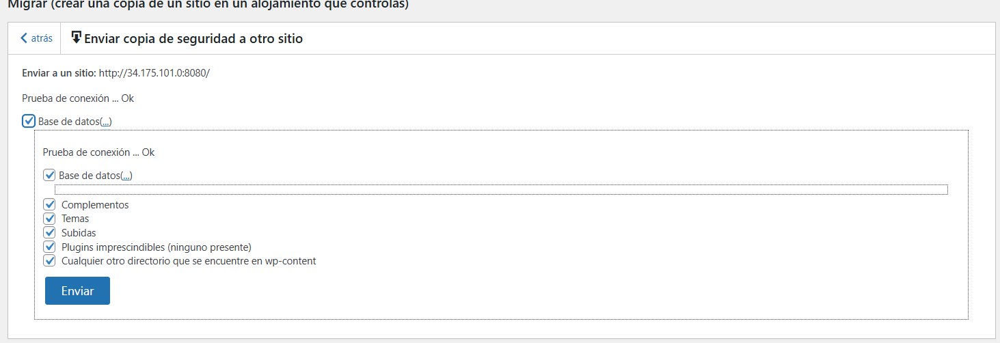 Migrar (crear una copia de un sitio en un alojamiento que controlas)
atrás
Enviar copia de seguridad a otro sitio
Enviar a un sitio: http://34.175.101.0:8080/
Prueba de conexión ... Ok
Base de datos(...)
Prueba de conexión ... Ok
Base de datos(...)
Complementos
Temas
Subidas
Plugins imprescindibles (ninguno presente)
Cualquier otro directorio que se encuentre en wp-content
Enviar